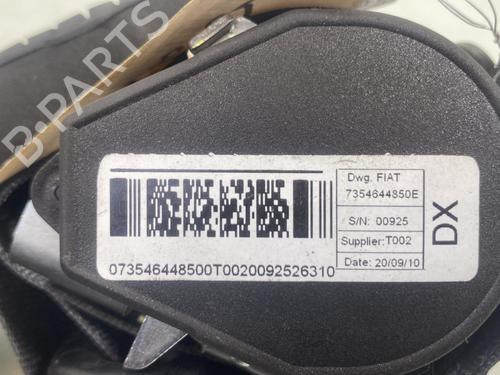 B-PARTS
Dwg. FIAT
7354644850E
S/N: 00925
Supplier: T002
Date: 20/09/10
DX
073546448500T0020092526310